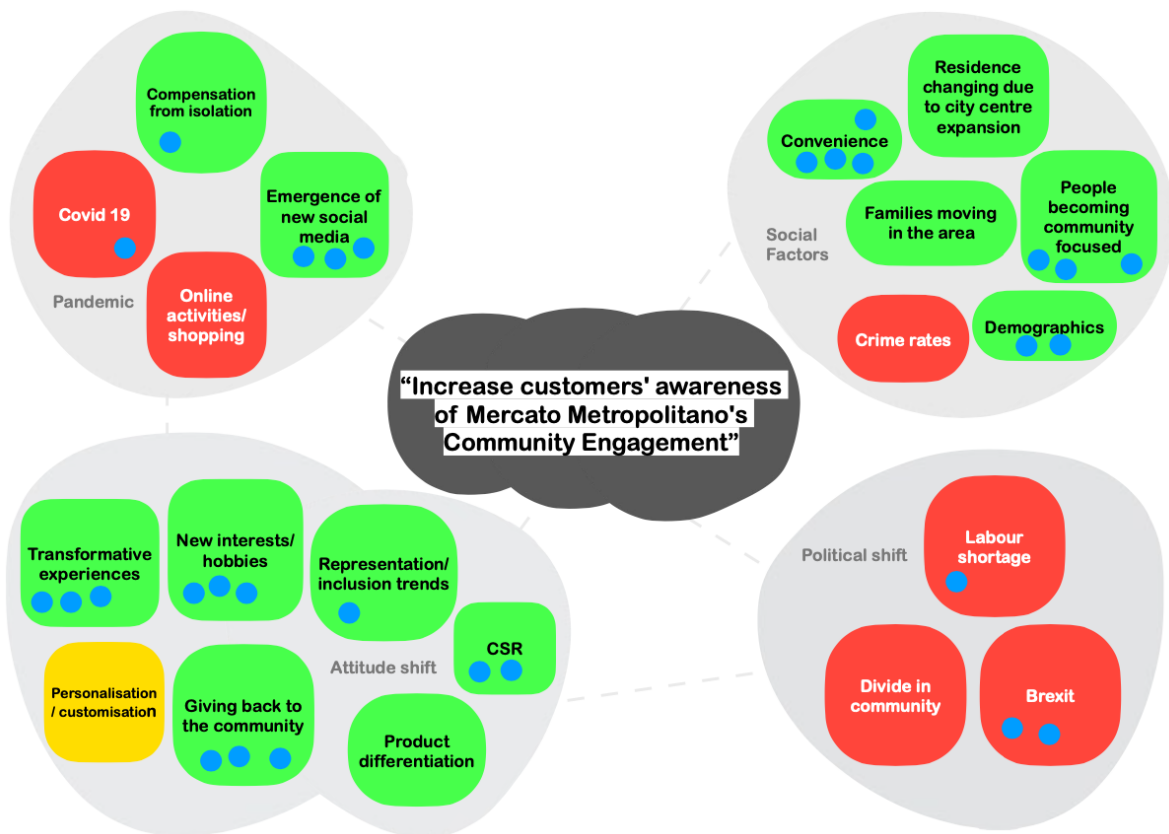 Compensation
from isolation
Covid 19
Emergence of
new social
media
Pandemic
Online
activities/
shopping
Residence
changing due
to city centre
expansion
Convenience
Families moving
in the area
People
becoming
community
focused
Social
Factors
Crime rates
Demographics
“Increase customers' awareness
of Mercato Metropolitano's
Community Engagement”
Transformative
experiences
New interests/
hobbies
Representation/
inclusion trends
CSR
Attitude shift
Personalisation
/ customisation
Giving back to
the community
Product
differentiation
Political shift
Labour
shortage
Divide in
community
Brexit